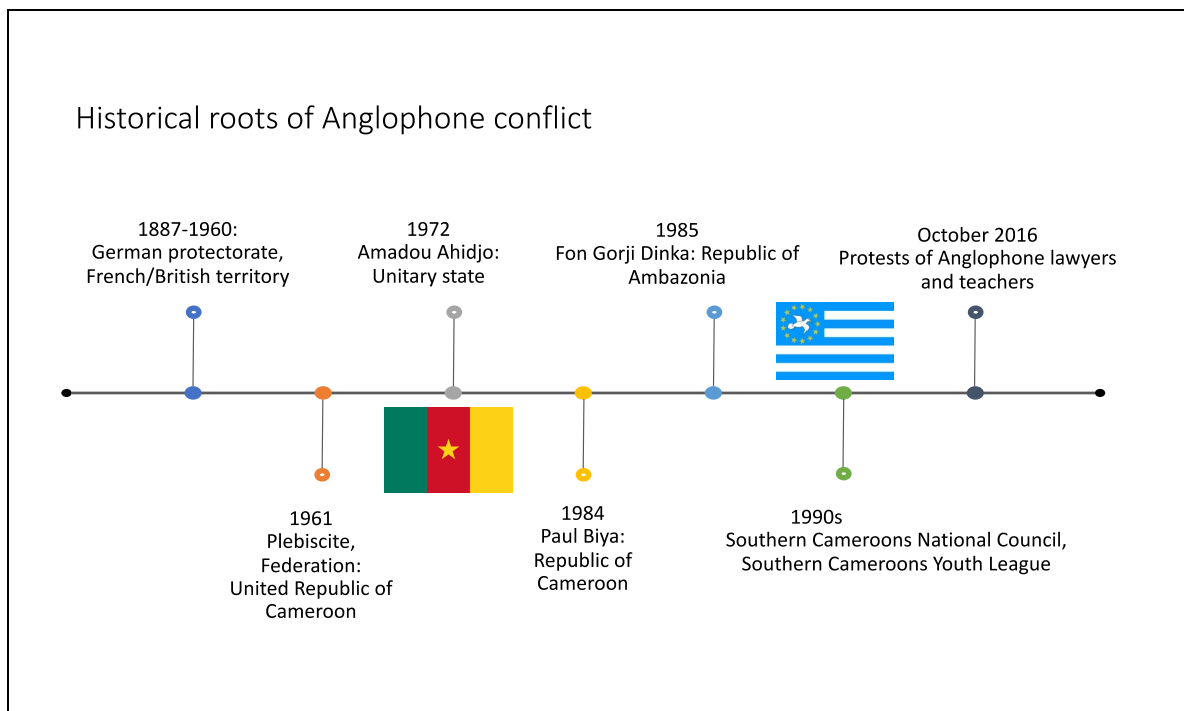 Historical roots of Anglophone conflict
1887-1960:
German protectorate,
French/British territory
1972
Amadou Ahidjo:
Unitary state
1985
Fon Gorji Dinka: Republic of
Ambazonia
October 2016
Protests of Anglophone lawyers
and teachers
1961
Plebiscite,
Federation:
United Republic of
Cameroon
1984
Paul Biya:
Republic of
Cameroon
1990s
Southern Cameroons National Council,
Southern Cameroons Youth League